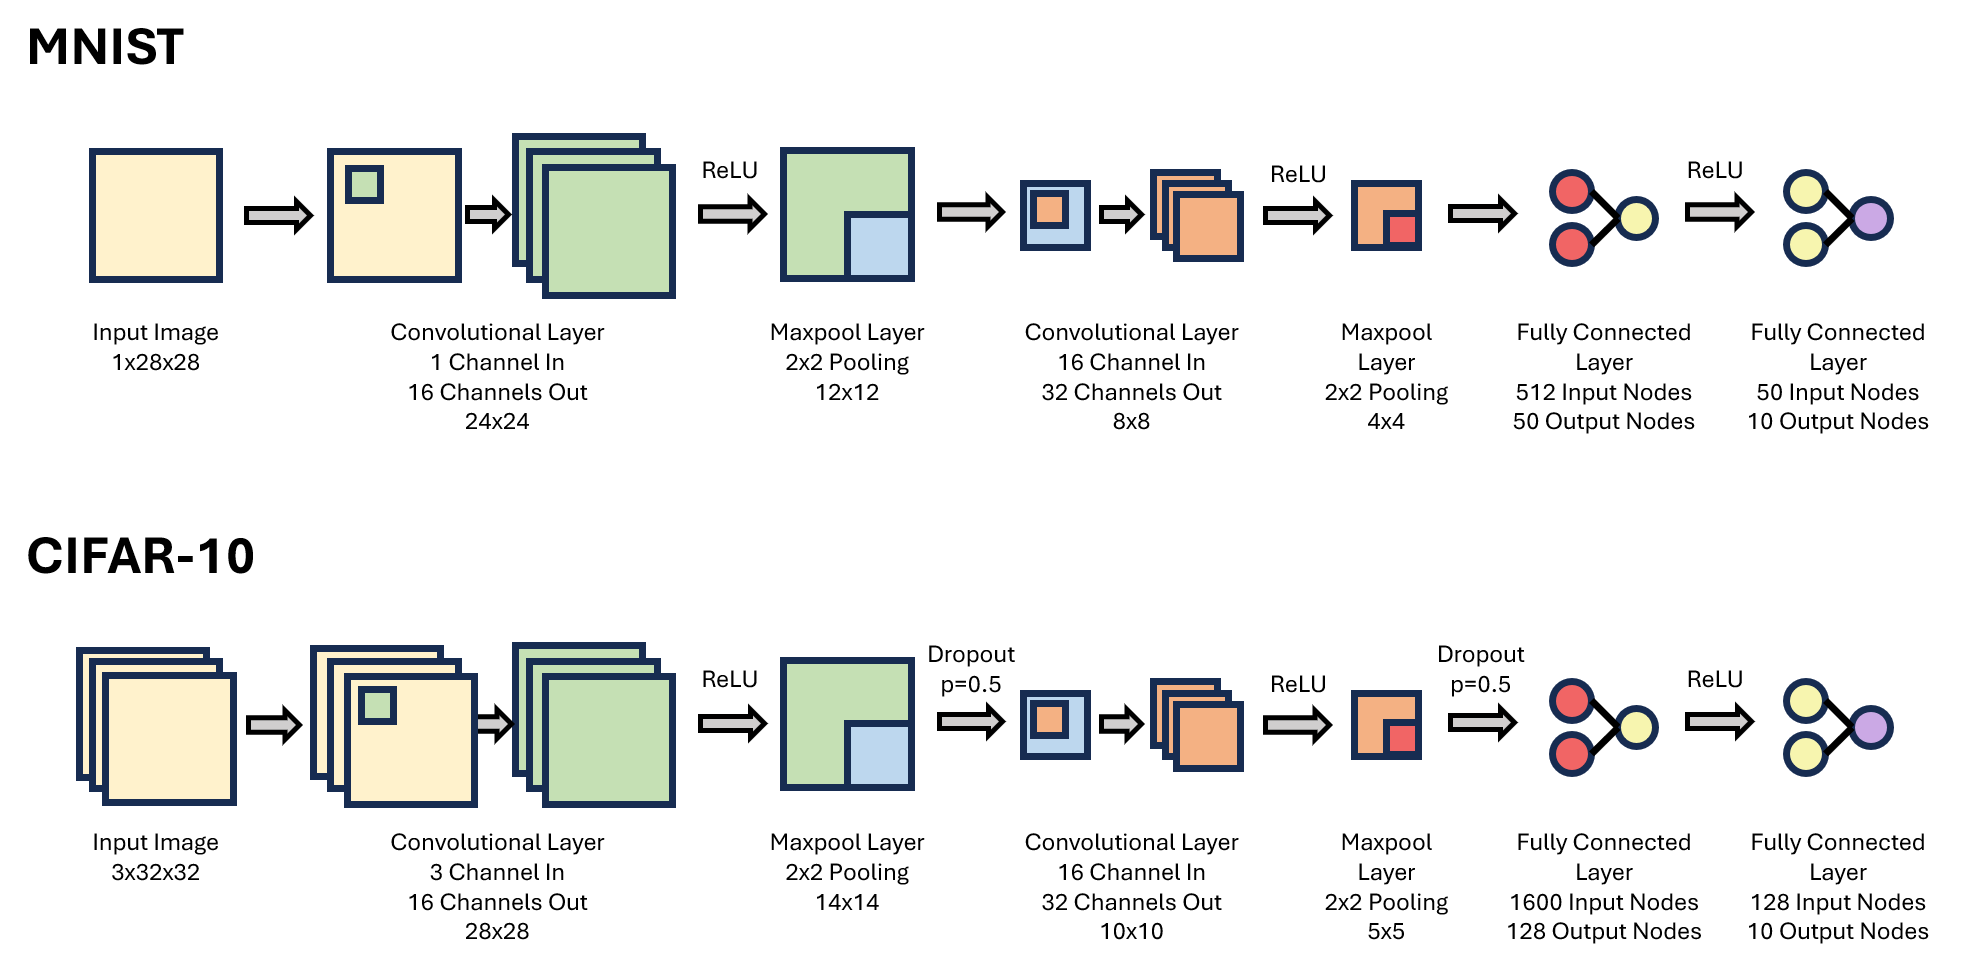 MNIST
ReLU
ReLU
ReLU
Input Image
1x28x28
Convolutional Layer
1 Channel In
16 Channels Out
24x24
Maxpool Layer
2x2 Pooling
12x12
Convolutional Layer
16 Channel In
32 Channels Out
8x8
Maxpool
Layer
2x2 Pooling
4x4
Fully Connected
Layer
512 Input Nodes
50 Output Nodes
Fully Connected
Layer
50 Input Nodes
10 Output Nodes
CIFAR-10
ReLU
Dropout
p=0.5
ReLU
Dropout
p=0.5
ReLU
Input Image
3x32x32
Convolutional Layer
3 Channel In
16 Channels Out
28x28
Maxpool Layer
2x2 Pooling
14x14
Convolutional Layer
16 Channel In
32 Channels Out
10x10
Maxpool
Layer
2x2 Pooling
5x5
Fully Connected
Layer
1600 Input Nodes
128 Output Nodes
Fully Connected
Layer
128 Input Nodes
10 Output Nodes